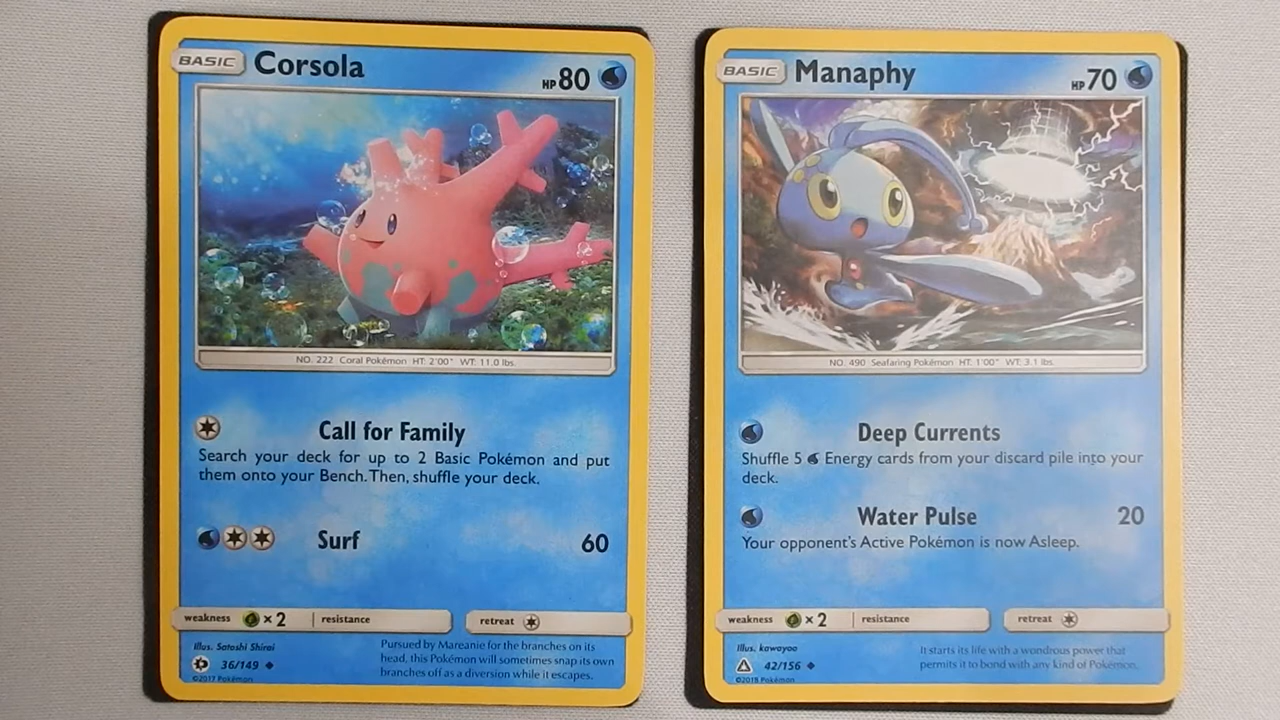 BASIC Corsola HP 80
NO. 222 Coral Pokémon HT: 2'00" WT: 11.0 lbs.
Call for Family
Search your deck for up to 2 Basic Pokémon and put
them onto your Bench. Then, shuffle your deck.
Surf 60
weakness ×2 resistance retreat
Illus. Satoshi Shirai
36/149
©2017 Pokémon
Pursued by Mareanie for the branches on its
head, this Pokémon will sometimes snap its own
branches off as a diversion while it escapes.
BASIC Manaphy HP 70
NO. 490 Seafaring Pokémon HT: 1'00" WT: 3.1 lbs.
Deep Currents
Shuffle 5 Energy cards from your discard pile into your
deck.
Water Pulse 20
Your opponent's Active Pokémon is now Asleep.
weakness ×2 resistance retreat
Illus. kawayoo
42/156
©2018 Pokémon
It starts its life with a wondrous power that
permits it to bond with any kind of Pokémon.